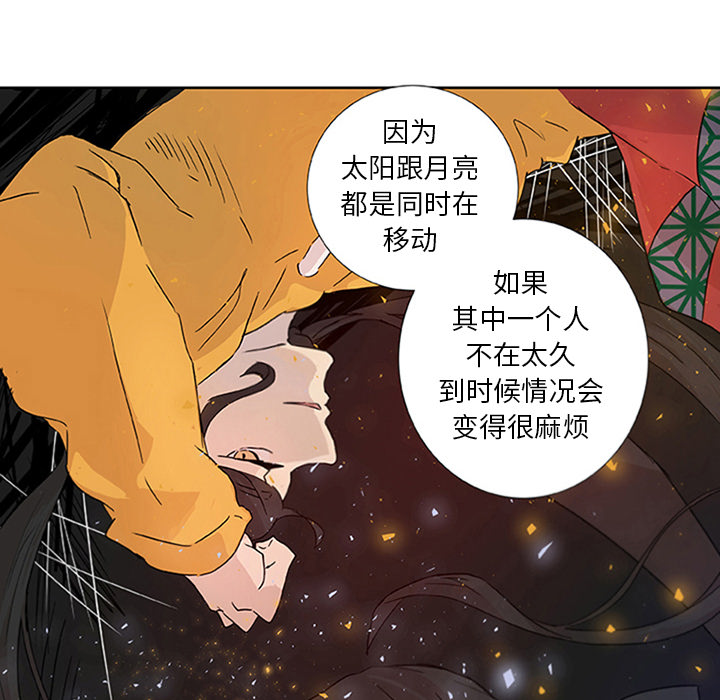 因为
太阳跟月亮
都是同时在
移动
如果
其中一个人
不在太久
到时候情况会
变得很麻烦